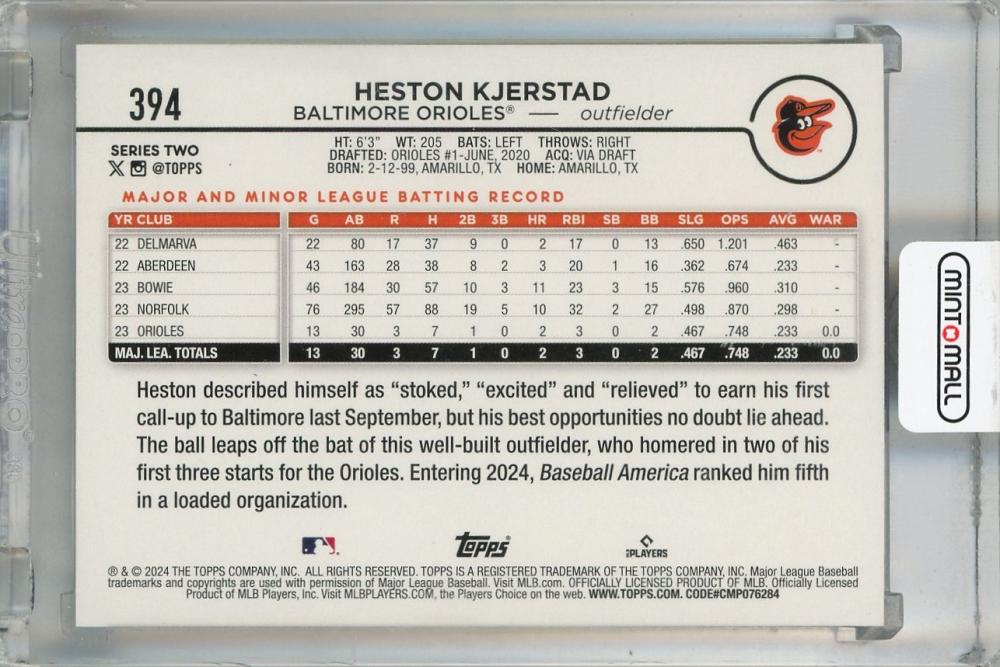 394
HESTON KJERSTAD
BALTIMORE ORIOLES® — outfielder
SERIES TWO
@TOPPS
HT: 6'3" WT: 205 BATS: LEFT THROWS: RIGHT
DRAFTED: ORIOLES #1-JUNE, 2020 ACQ: VIA DRAFT
BORN: 2-12-99, AMARILLO, TX HOME: AMARILLO, TX
MAJOR AND MINOR LEAGUE BATTING RECORD
YR CLUB G AB R H 2B 3B HR RBI SB BB SLG OPS AVG WAR
22 DELMARVA 22 80 17 37 9 0 2 17 0 13 .650 1.201 .463 -
22 ABERDEEN 43 163 28 38 8 2 3 20 1 16 .362 .674 .233 -
23 BOWIE 46 184 30 57 10 3 11 23 3 15 .576 .960 .310 -
23 NORFOLK 76 295 57 88 19 5 10 32 2 27 .498 .870 .298 -
23 ORIOLES 13 30 3 7 1 0 2 3 0 2 .467 .748 .233 0.0
MAJ. LEA. TOTALS 13 30 3 7 1 0 2 3 0 2 .467 .748 .233 0.0
Heston described himself as “stoked,” “excited” and “relieved” to earn his first
call-up to Baltimore last September, but his best opportunities no doubt lie ahead.
The ball leaps off the bat of this well-built outfielder, who homered in two of his
first three starts for the Orioles. Entering 2024, Baseball America ranked him fifth
in a loaded organization.
Topps®
PLAYERS
® & © 2024 THE TOPPS COMPANY, INC. ALL RIGHTS RESERVED. TOPPS IS A REGISTERED TRADEMARK OF THE TOPPS COMPANY, INC. Major League Baseball
trademarks and copyrights are used with permission of Major League Baseball. Visit MLB.com. OFFICIALLY LICENSED PRODUCT OF MLB. Officially Licensed
Product of MLB Players, Inc. Visit MLBPLAYERS.COM, the Players Choice on the web. WWW.TOPPS.COM. CODE#CMP076284
MINTOMALL